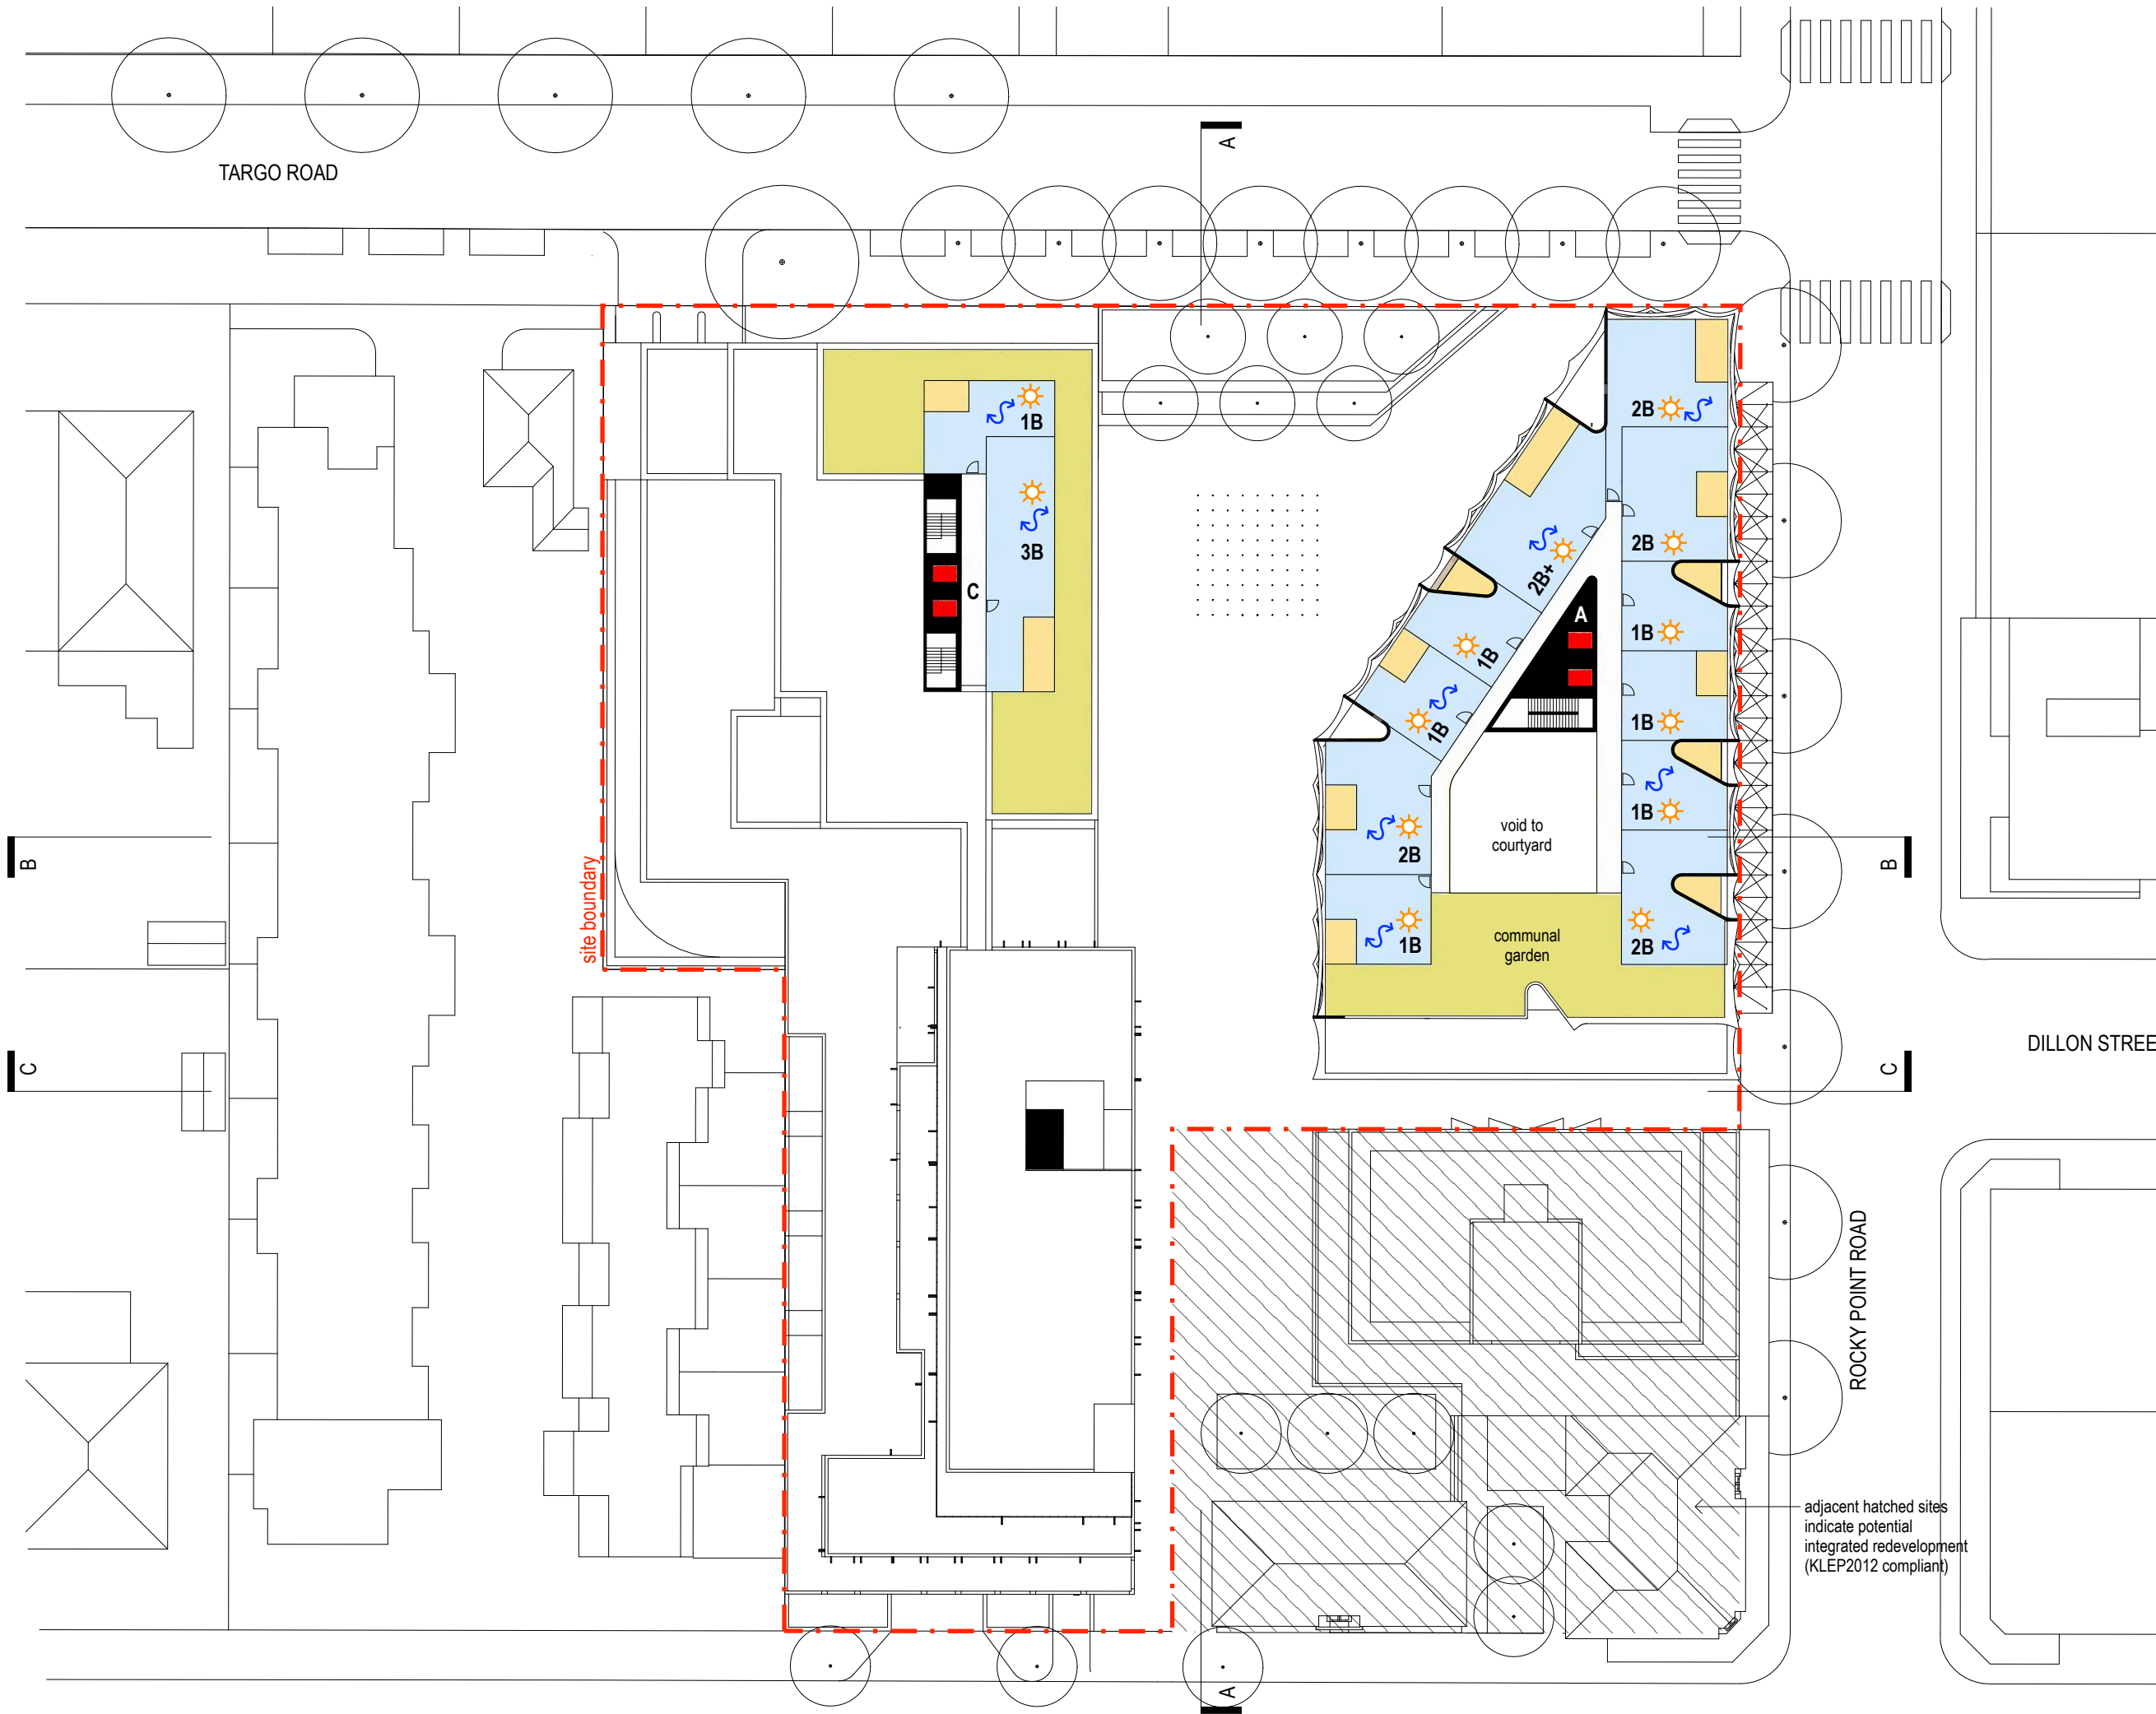 A
TARGO ROAD
1B
3B
C
2B
2B
2B+
A
1B
1B
1B
1B
1B
void to
courtyard
2B
1B
2B
communal
garden
site boundary
B
B
C
C
DILLON STREE
ROCKY POINT ROAD
adjacent hatched sites
indicate potential
integrated redevelopment
(KLEP2012 compliant)
A